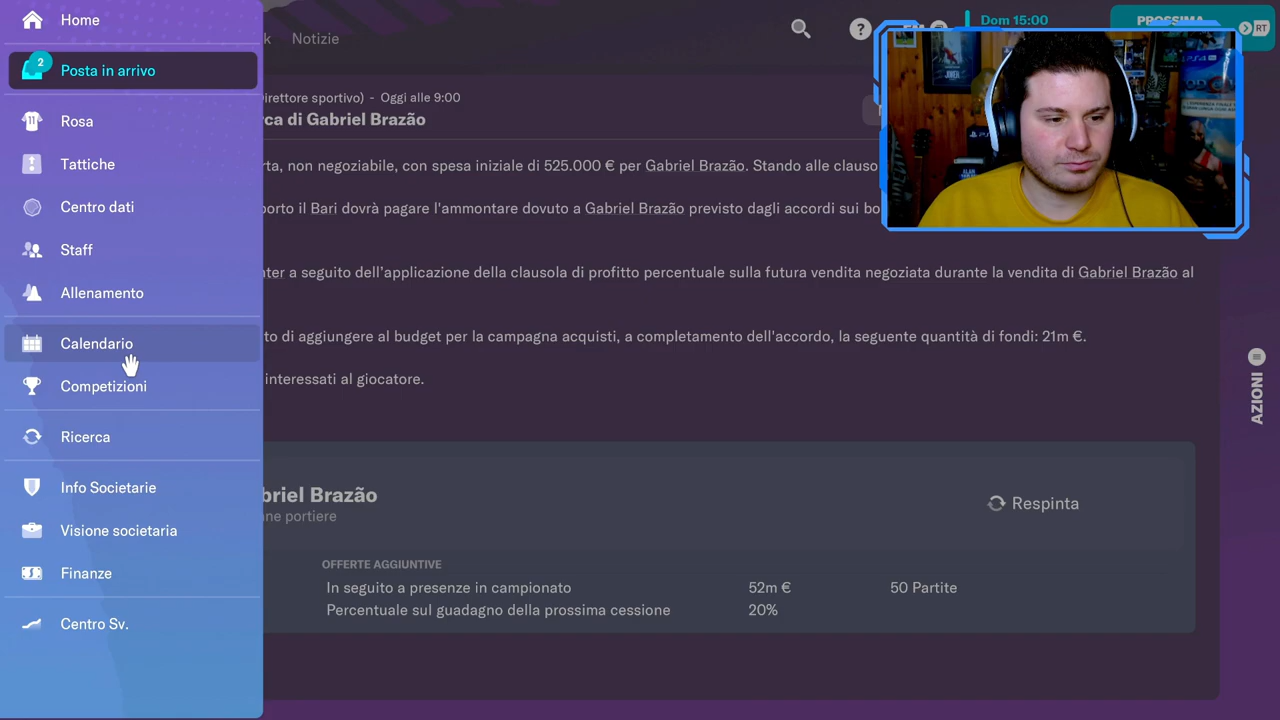 Home
k Notizie
Dom 15:00
PROSSIMA
RT
2
Posta in arrivo
Direttore sportivo) - Oggi alle 9:00
rca di Gabriel Brazão
Rosa
Tattiche
rta, non negoziabile, con spesa iniziale di 525.000 € per Gabriel Brazão. Stando alle clauso
Centro dati
porto il Bari dovrà pagare l'ammontare dovuto a Gabriel Brazão previsto dagli accordi sui bo
Staff
nter a seguito dell'applicazione della clausola di profitto percentuale sulla futura vendita negoziata durante la vendita di Gabriel Brazão al
Allenamento
Calendario
to di aggiungere al budget per la campagna acquisti, a completamento dell'accordo, la seguente quantità di fondi: 21m €.
Competizioni
interessati al giocatore.
AZIONI
Ricerca
Info Societarie
briel Brazão
ne portiere
Respinta
Visione societaria
Finanze
OFFERTE AGGIUNTIVE
In seguito a presenze in campionato 52m € 50 Partite
Percentuale sul guadagno della prossima cessione 20%
Centro Sv.